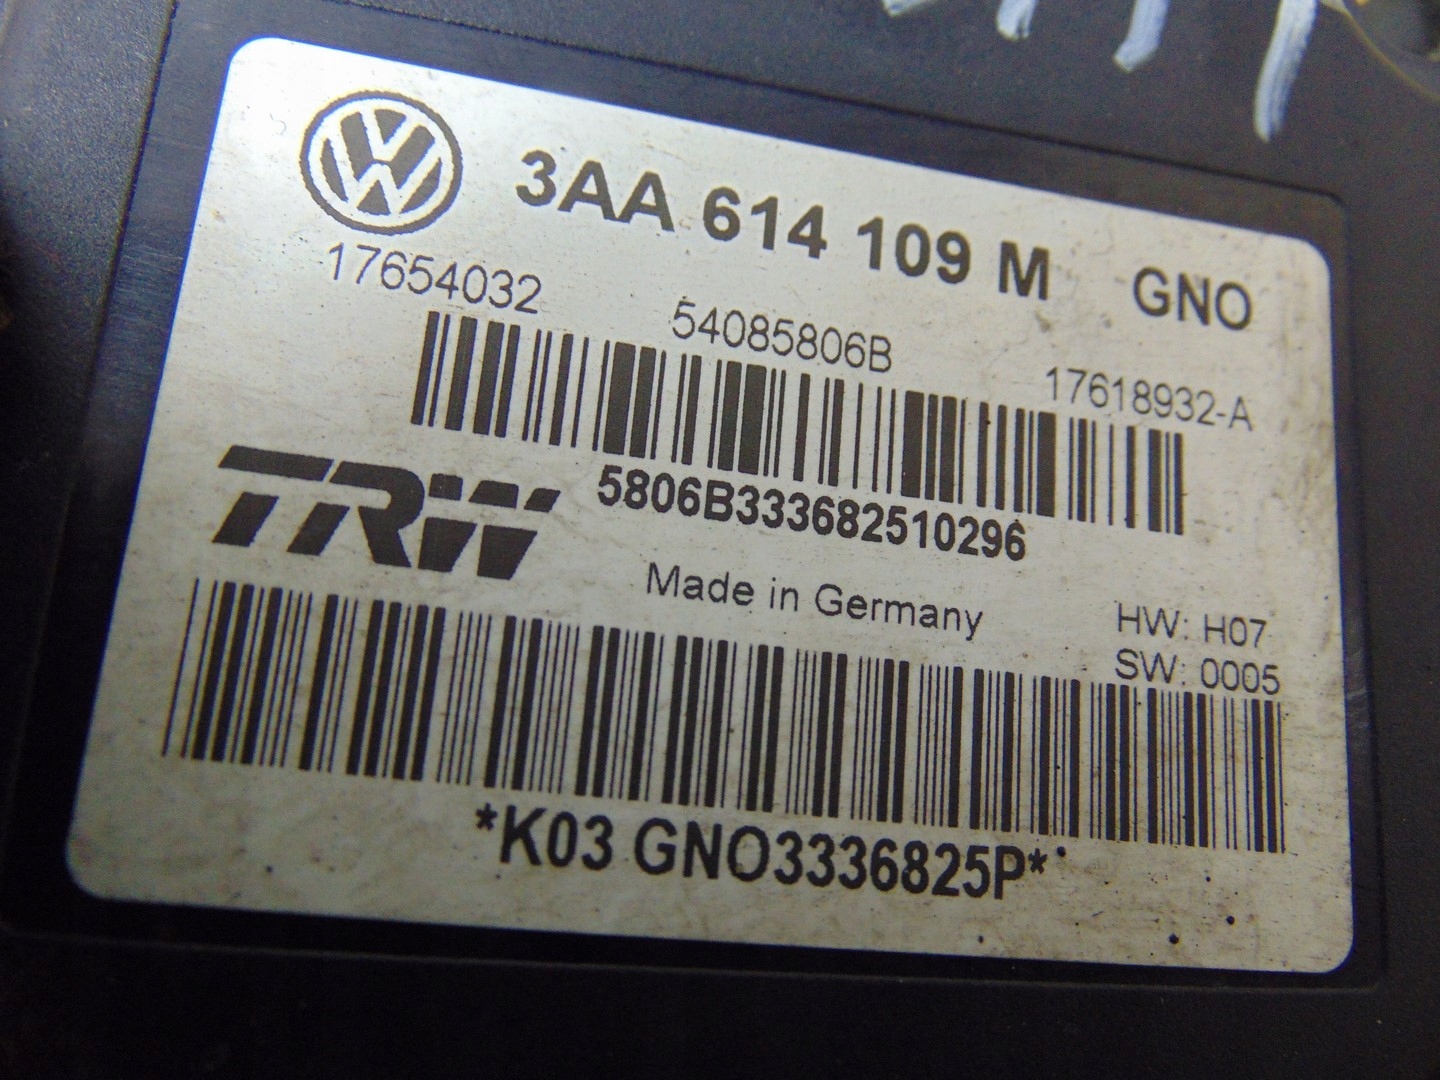 3AA 614 109 M GNO
17654032 54085806B 17618932-A
TRW 5806B333682510296
Made in Germany
HW: H07
SW: 0005
*K03 GNO3336825P*